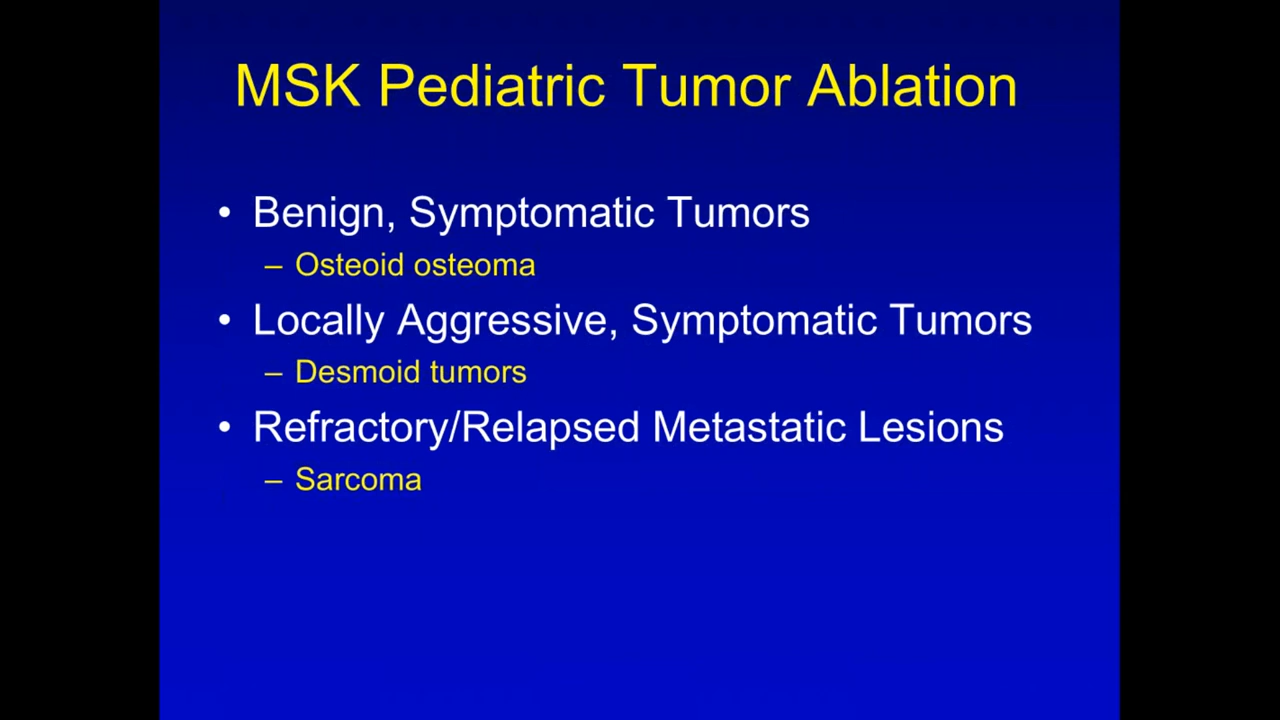 MSK Pediatric Tumor Ablation
• Benign, Symptomatic Tumors
– Osteoid osteoma
• Locally Aggressive, Symptomatic Tumors
– Desmoid tumors
• Refractory/Relapsed Metastatic Lesions
– Sarcoma